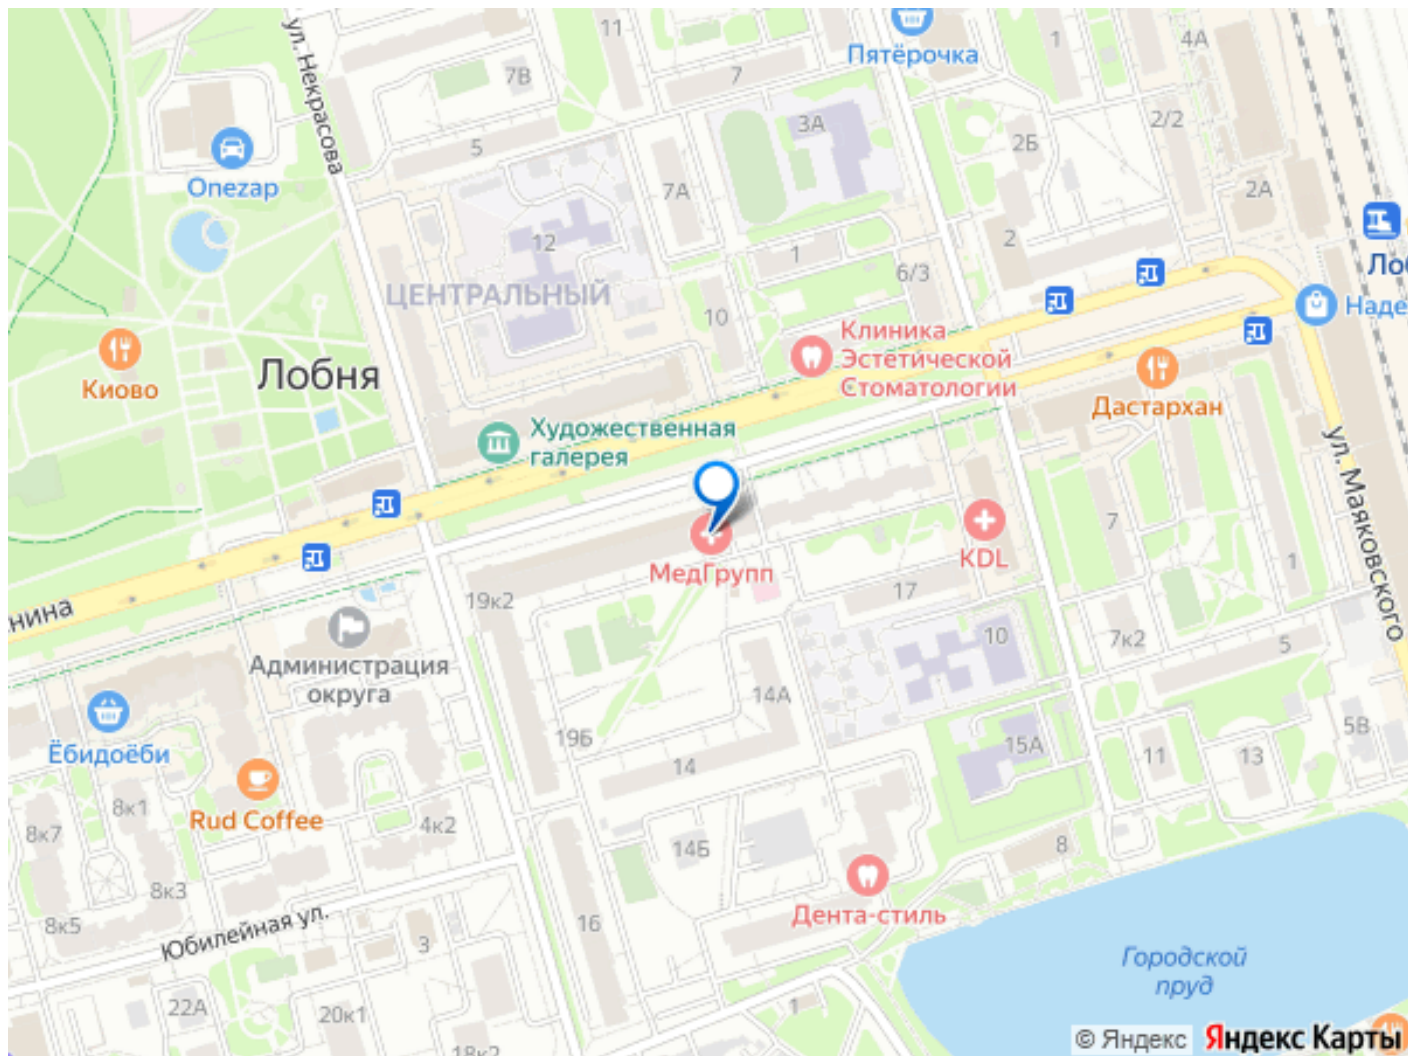 ул. Некрасова
11
Пятёрочка
1
4А
7В
7
3А
2/2
2Б
5
Onezap
7А
2А
12
2
1
6/3
Лоб
ЦЕНТРАЛЬНЫЙ
10
Наде
Клиника
Эстетической
Стоматологии
Киово
Лобня
Дастархан
Художественная
галерея
ул. Маяковского
7
KDL
1
МедГрупп
17
19к2
нина
10
7к2
5
Администрация
округа
14А
19Б
15А
5В
11
13
Ёбидоёби
14
8к1
Rud Coffee
4к2
8к7
14Б
8
8к3
Дента-стиль
16
8к5
Юбилейная ул.
3
Городской
пруд
22А
20к1
1
18к2
© Яндекс
Яндекс Карты